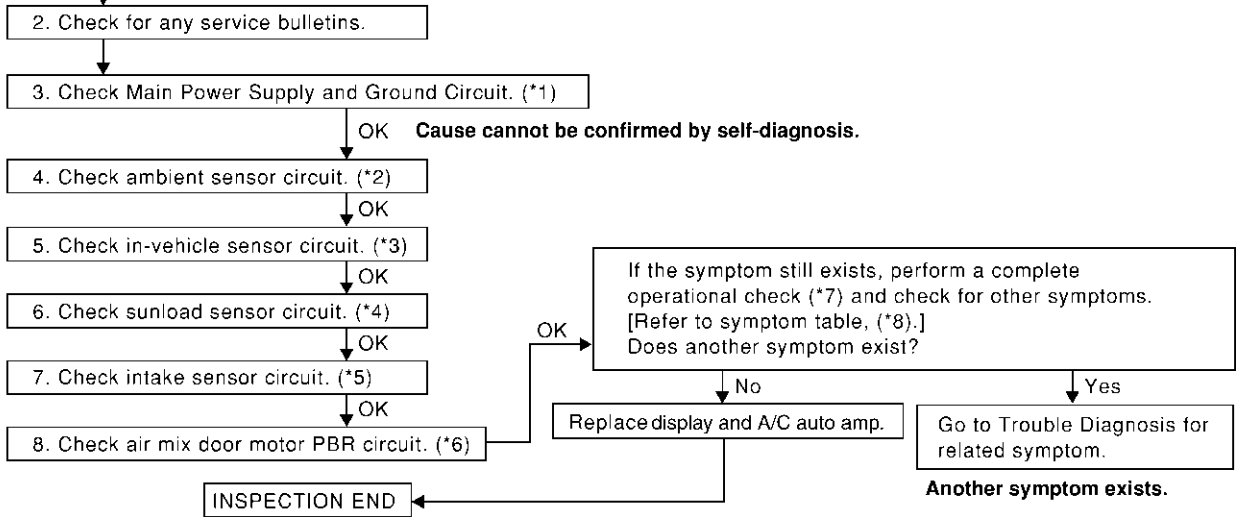 2. Check for any service bulletins.
3. Check Main Power Supply and Ground Circuit. (*1)
OK
Cause cannot be confirmed by self-diagnosis.
4. Check ambient sensor circuit. (*2)
OK
5. Check in-vehicle sensor circuit. (*3)
OK
6. Check sunload sensor circuit. (*4)
OK
7. Check intake sensor circuit. (*5)
OK
8. Check air mix door motor PBR circuit. (*6)
OK
If the symptom still exists, perform a complete
operational check (*7) and check for other symptoms.
[Refer to symptom table, (*8).]
Does another symptom exist?
No
Yes
Replace display and A/C auto amp.
Go to Trouble Diagnosis for
related symptom.
Another symptom exists.
INSPECTION END